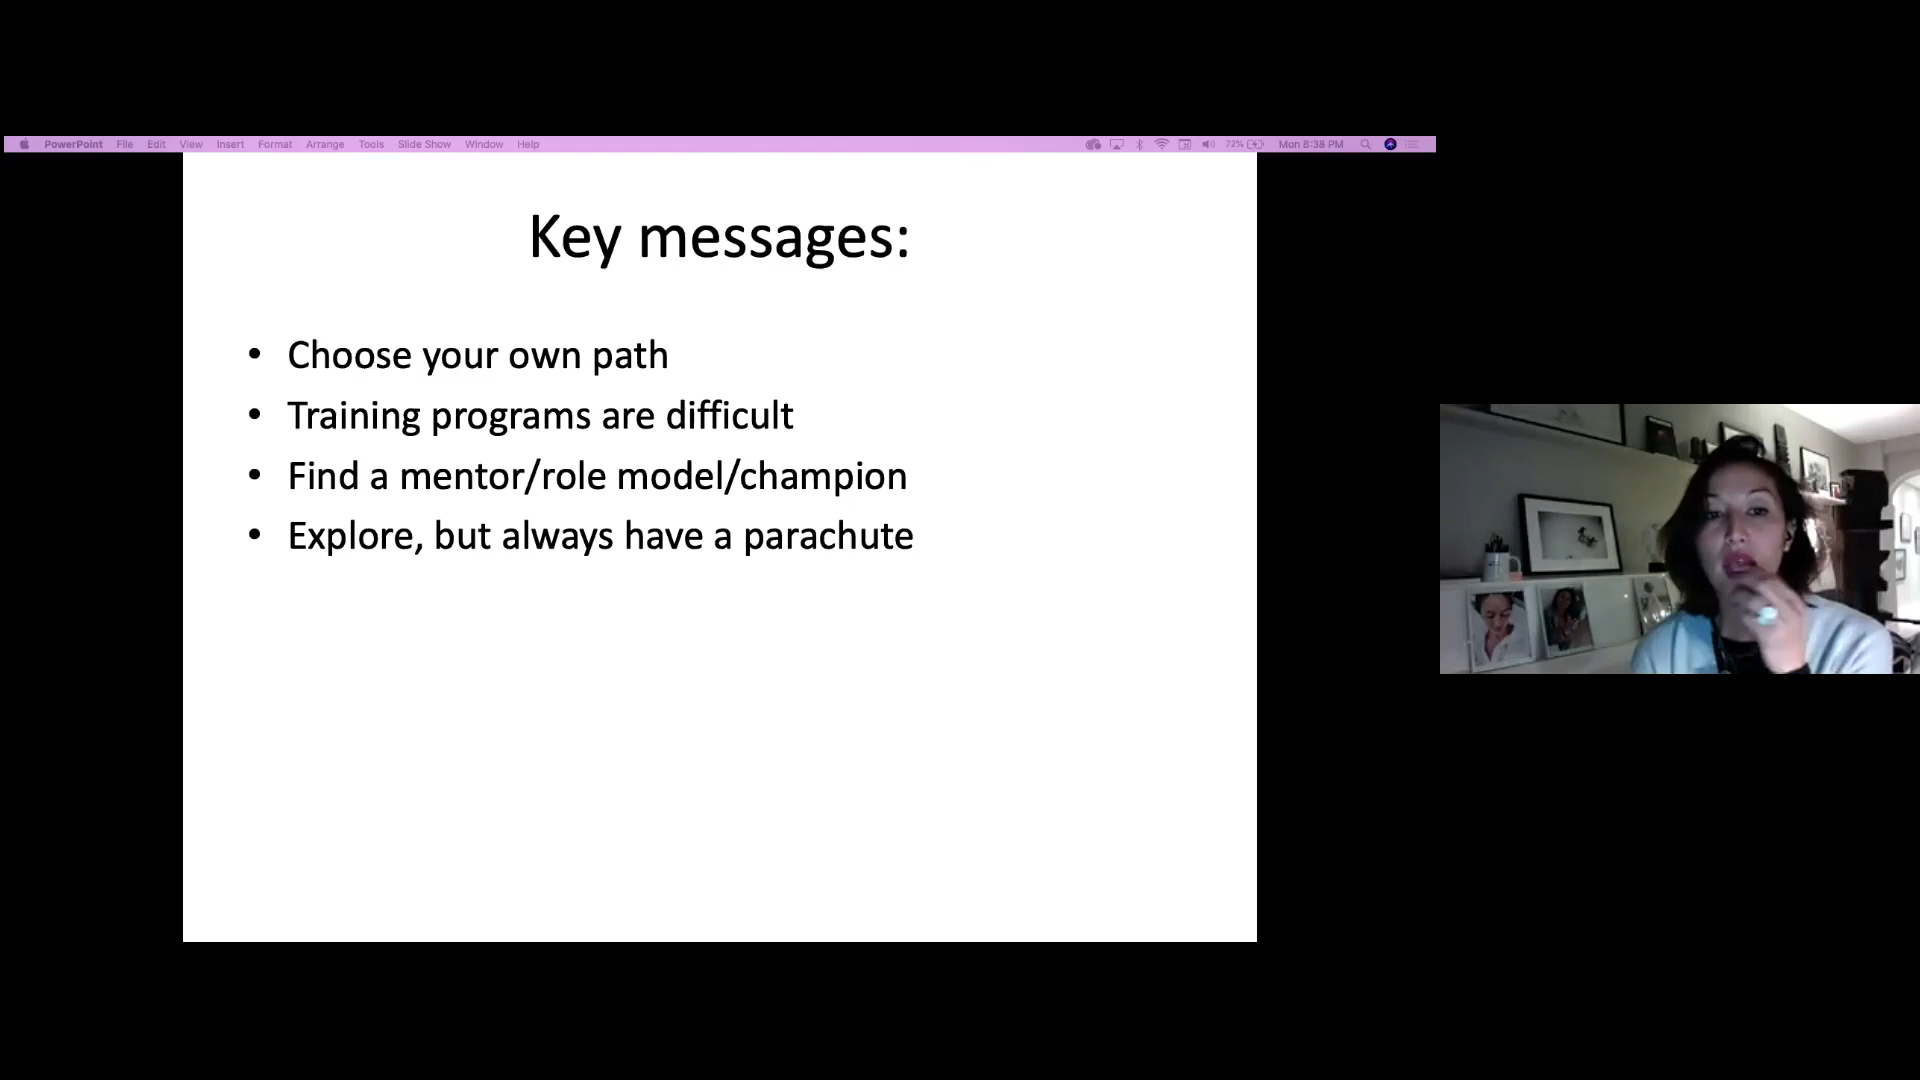 PowerPoint File Edit View Insert Format Arrange Tools Slide Show Window Help 72% Mon 8:38 PM
Key messages:
• Choose your own path
• Training programs are difficult
• Find a mentor/role model/champion
• Explore, but always have a parachute